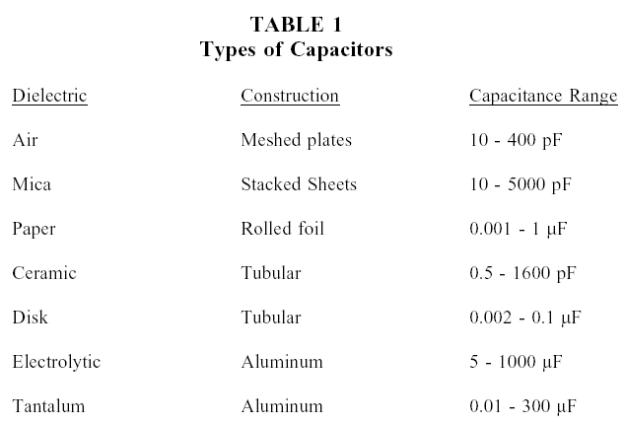 TABLE 1
Types of Capacitors
Dielectric Construction Capacitance Range
Air Meshed plates 10 - 400 pF
Mica Stacked Sheets 10 - 5000 pF
Paper Rolled foil 0.001 - 1 µF
Ceramic Tubular 0.5 - 1600 pF
Disk Tubular 0.002 - 0.1 µF
Electrolytic Aluminum 5 - 1000 µF
Tantalum Aluminum 0.01 - 300 µF